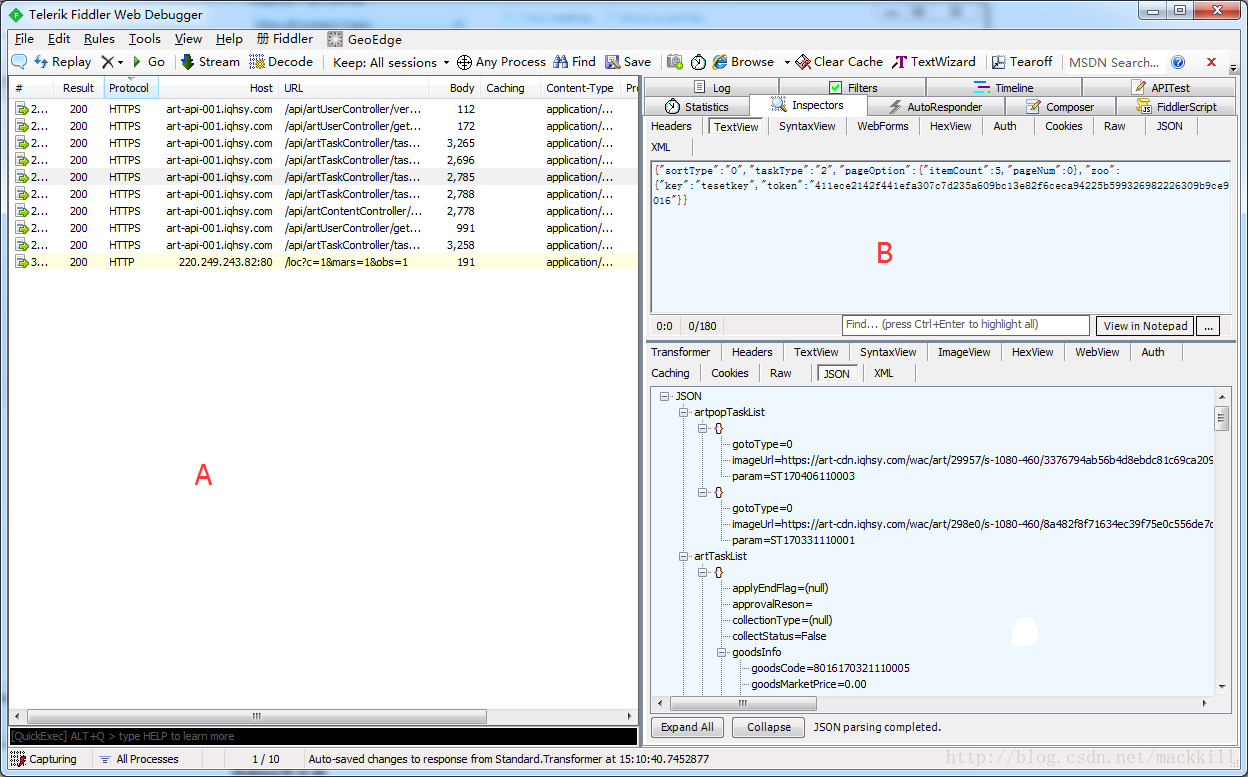 Telerik Fiddler Web Debugger
File Edit Rules Tools View Help Fiddler GeoEdge
Replay Go Stream Decode Keep: All sessions Any Process Find Save Browse Clear Cache TextWizard Tearoff MSDN Search...
# Result Protocol Host URL Body Caching Content-Type Pro
2... 200 HTTPS art-api-001.iqhsy.com /api/artUserController/ver... 112 application/...
2... 200 HTTPS art-api-001.iqhsy.com /api/artUserController/get... 172 application/...
2... 200 HTTPS art-api-001.iqhsy.com /api/artTaskController/tas... 3,265 application/...
2... 200 HTTPS art-api-001.iqhsy.com /api/artTaskController/tas... 2,696 application/...
2... 200 HTTPS art-api-001.iqhsy.com /api/artTaskController/tas... 2,785 application/...
2... 200 HTTPS art-api-001.iqhsy.com /api/artTaskController/tas... 2,788 application/...
2... 200 HTTPS art-api-001.iqhsy.com /api/artContentController/... 2,778 application/...
2... 200 HTTPS art-api-001.iqhsy.com /api/artUserController/get... 991 application/...
2... 200 HTTPS art-api-001.iqhsy.com /api/artTaskController/tas... 3,258 application/...
3... 200 HTTP 220.249.243.82:80 /loc?c=1&mars=1&obs=1 191 application/...
A
[QuickExec] ALT+Q > type HELP to learn more
Log Filters Timeline APITest
Statistics Inspectors AutoResponder Composer FiddlerScript
Headers TextView SyntaxView WebForms HexView Auth Cookies Raw JSON
XML
{"sortType":"0","taskType":"2","pageOption":{"itemCount":5,"pageNum":0},"zoo":
{"key":"tesetkey","token":"411ece2142f441efa307c7d235a609bc13e82f6ceca94225b599326982226309b9ce9
016"}}
B
0:0 0/180 Find... (press Ctrl+Enter to highlight all) View in Notepad ...
Transformer Headers TextView SyntaxView ImageView HexView WebView Auth
Caching Cookies Raw JSON XML
JSON
artpopTaskList
{}
gotoType=0
imageUrl=https://art-cdn.iqhsy.com/wac/art/29957/s-1080-460/3376794ab56b4d8ebdc81c69ca209
param=ST170406110003
{}
gotoType=0
imageUrl=https://art-cdn.iqhsy.com/wac/art/298e0/s-1080-460/8a482f8f71634ec39f75e0c556de7c
param=ST170331110001
artTaskList
{}
applyEndFlag=(null)
approvalReson=
collectionType=(null)
collectStatus=False
goodsInfo
goodsCode=8016170321110005
goodsMarketPrice=0.00
Expand All Collapse JSON parsing completed.
Capturing All Processes 1 / 10 Auto-saved changes to response from Standard.Transformer at 15:10:40.7452877
http://blog.csdn.net/mackkill